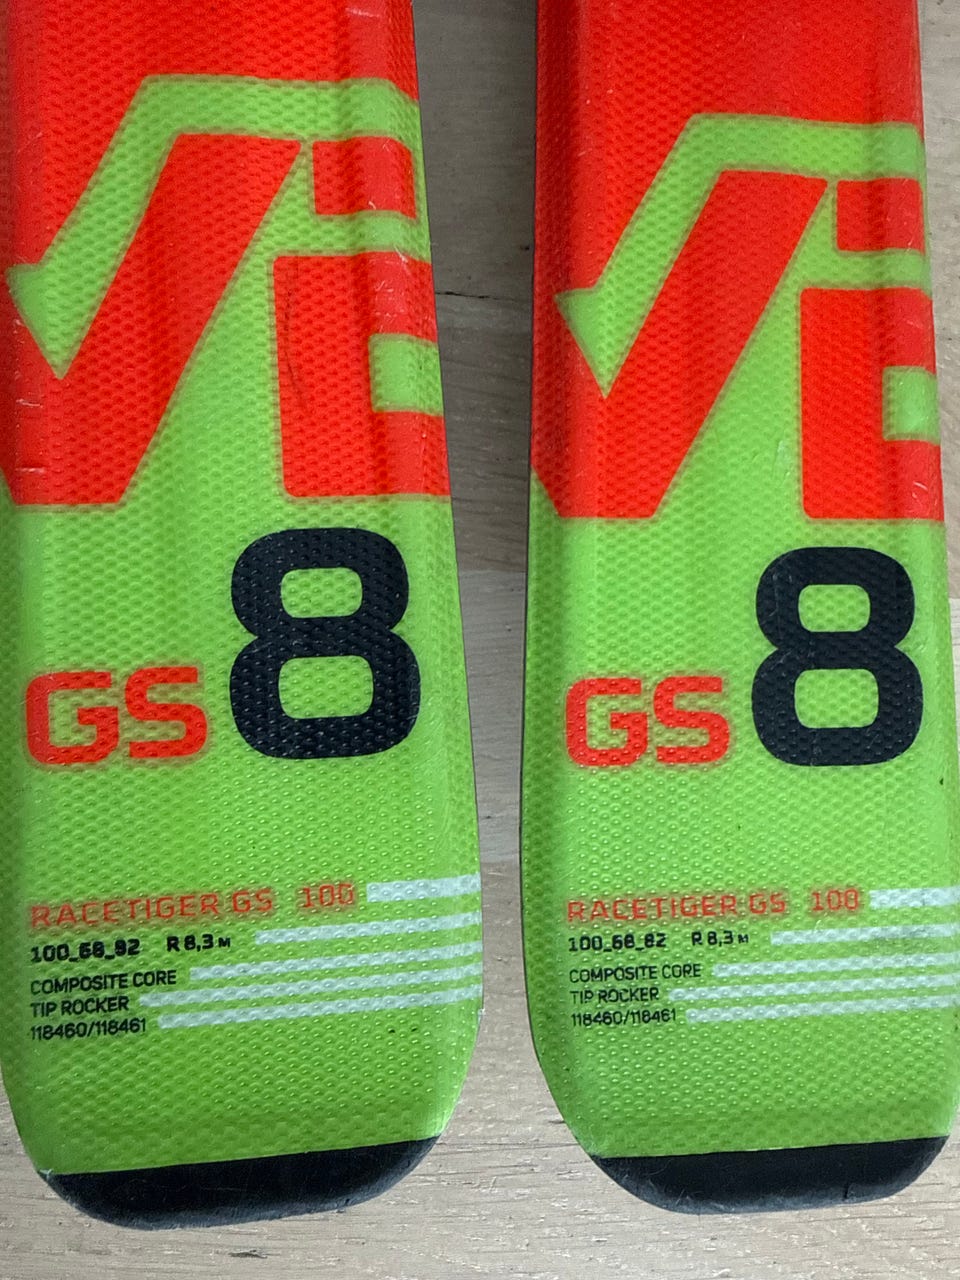 GS 8
RACETIGER GS 100
100_68_82 R 8,3 M
COMPOSITE CORE
TIP ROCKER
118460/118461
GS 8
RACETIGER GS 100
100_68_82 R 8,3 M
COMPOSITE CORE
TIP ROCKER
118460/118461